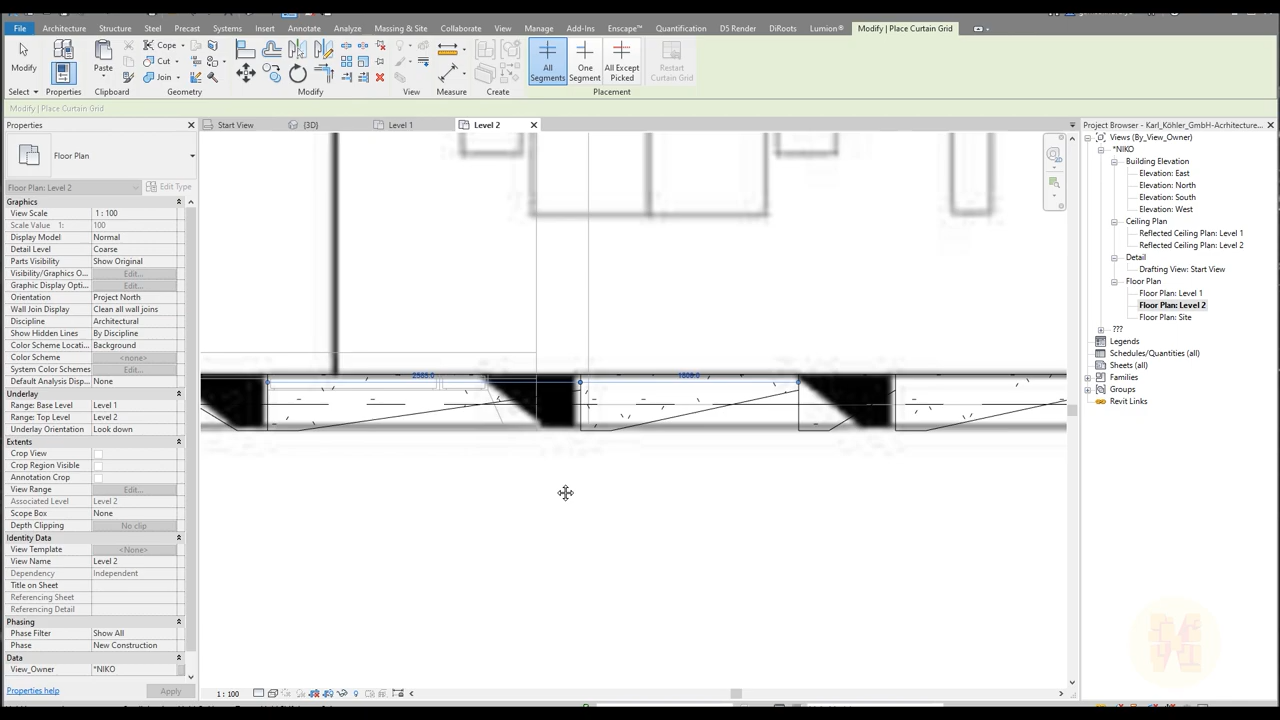 File Architecture Structure Steel Precast Systems Insert Annotate Analyze Massing & Site Collaborate View Manage Add-Ins Enscape™ Quantification D5 Render DiRoots Lumion® Modify | Place Curtain Grid
Modify
Properties
Paste
Cope
Cut
Join
All Segments
One Segment
All Except Picked
Restart Curtain Grid
Select Properties Clipboard Geometry Modify View Measure Create Placement
Modify | Place Curtain Grid
Properties
Start View {3D} Level 1 Level 2
Project Browser - Karl_Köhler_GmbH-Acrhitecture...
Floor Plan
Floor Plan: Level 2 Edit Type
Graphics
View Scale 1 : 100
Scale Value 1: 100
Display Model Normal
Detail Level Coarse
Parts Visibility Show Original
Visibility/Graphics O... Edit...
Graphic Display Opti... Edit...
Orientation Project North
Wall Join Display Clean all wall joins
Discipline Architectural
Show Hidden Lines By Discipline
Color Scheme Locati... Background
Color Scheme <none>
System Color Schemes Edit...
Default Analysis Disp... None
Underlay
Range: Base Level Level 1
Range: Top Level Level 2
Underlay Orientation Look down
Extents
Crop View
Crop Region Visible
Annotation Crop
View Range Edit...
Associated Level Level 2
Scope Box None
Depth Clipping No clip
Identity Data
View Template <None>
View Name Level 2
Dependency Independent
Title on Sheet
Referencing Sheet
Referencing Detail
Phasing
Phase Filter Show All
Phase New Construction
Data
View_Owner *NIKO
Properties help Apply
1 : 100
Views (By_View_Owner)
*NIKO
Building Elevation
Elevation: East
Elevation: North
Elevation: South
Elevation: West
Ceiling Plan
Reflected Ceiling Plan: Level 1
Reflected Ceiling Plan: Level 2
Detail
Drafting View: Start View
Floor Plan
Floor Plan: Level 1
Floor Plan: Level 2
Floor Plan: Site
???
Legends
Schedules/Quantities (all)
Sheets (all)
Families
Groups
Revit Links